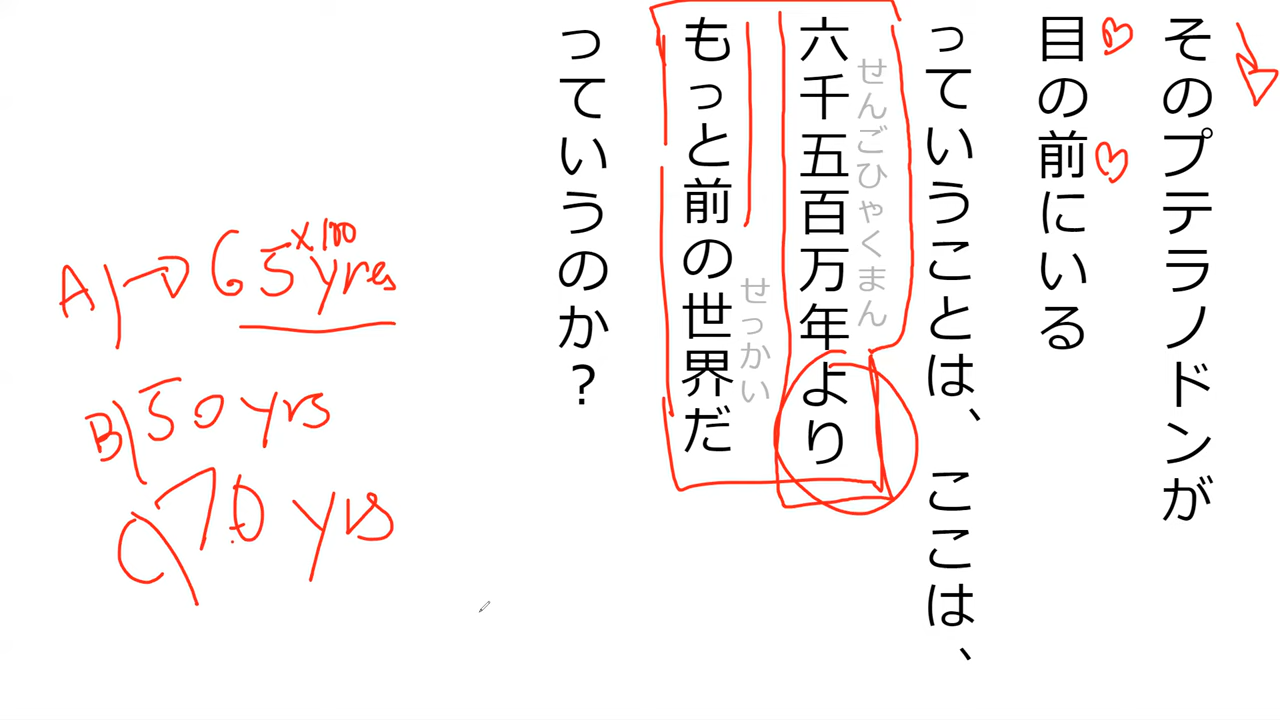 そのプテラノドンが
目の前にいる
っていうことは、ここは、
六千五百万年より
せんごひゃくまん
もっと前の世界だ
せっかい
っていうのか?
A) → 65 yres
x100
B) 50 yrs
C) 70 yrs